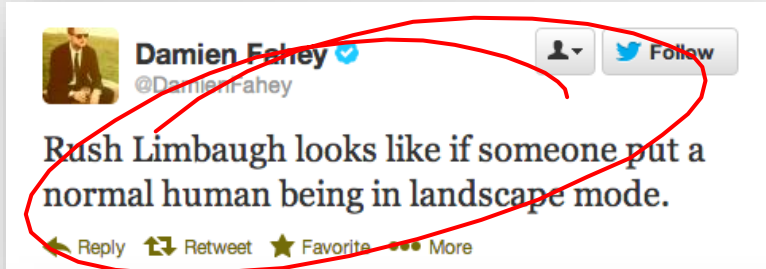 Damien Fahey
Follow
@DamienFahey
Rush Limbaugh looks like if someone put a
normal human being in landscape mode.
Reply Retweet Favorite More